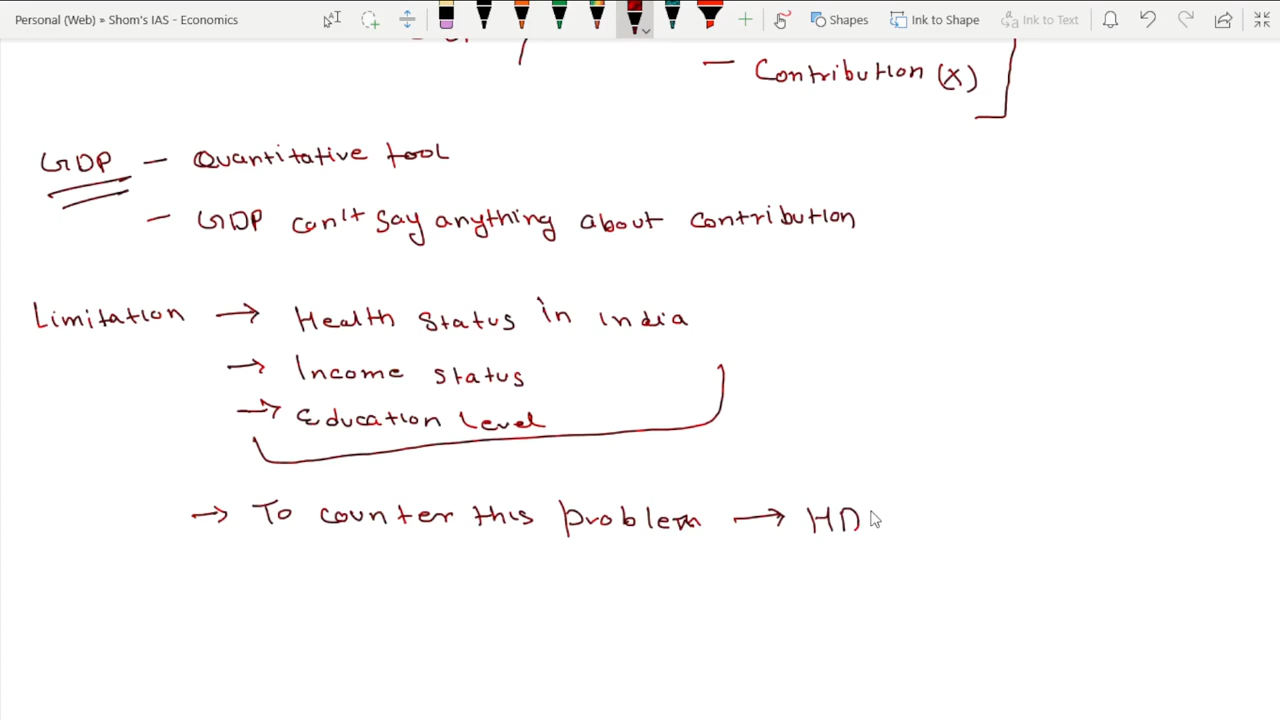 Personal (Web) » Shom's IAS - Economics
Shapes
Ink to Shape
Ink to Text
- Contribution (x)
GDP - Quantitative tool
- GDP can't say anything about contribution
Limitation → Health Status in India
→ Income status
→ Education Level
→ To counter this problem → HD